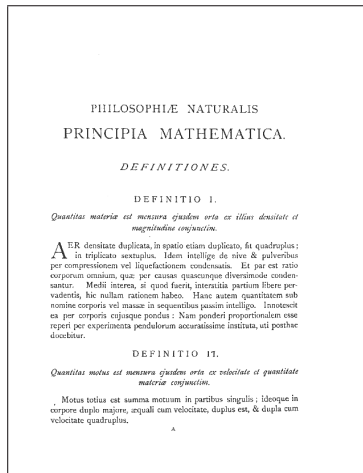 PHILOSOPHIÆ NATURALIS
PRINCIPIA MATHEMATICA.
DEFINITIONES.
DEFINITIO I.
Quantitas materiæ est mensura ejusdem orta ex illius densitate et
magnitudine conjunctim.
AER densitate duplicata, in spatio etiam duplicato, fit quadruplus;
in triplicato sextuplus. Idem intellige de nive & pulveribus
per compressionem vel liquefactionem condensatis. Et par est ratio
corporum omnium, quæ per causas quascunque diversimode conden-
santur. Medii interea, si quod fuerit, interstitia partium libere per-
vadentis, hic nullam rationem habeo. Hanc autem quantitatem sub
nomine corporis vel massæ in sequentibus passim intelligo. Innotescit
ea per corporis cujusque pondus: Nam ponderi proportionalem esse
reperi per experimenta pendulorum accuratissime instituta, uti posthac
docebitur.
DEFINITIO II.
Quantitas motus est mensura ejusdem orta ex velocitate et quantitate
materiæ conjunctim.
Motus totius est summa motuum in partibus singulis; ideoque in
corpore duplo majore, æquali cum velocitate, duplus est, & dupla cum
velocitate quadruplus.
A